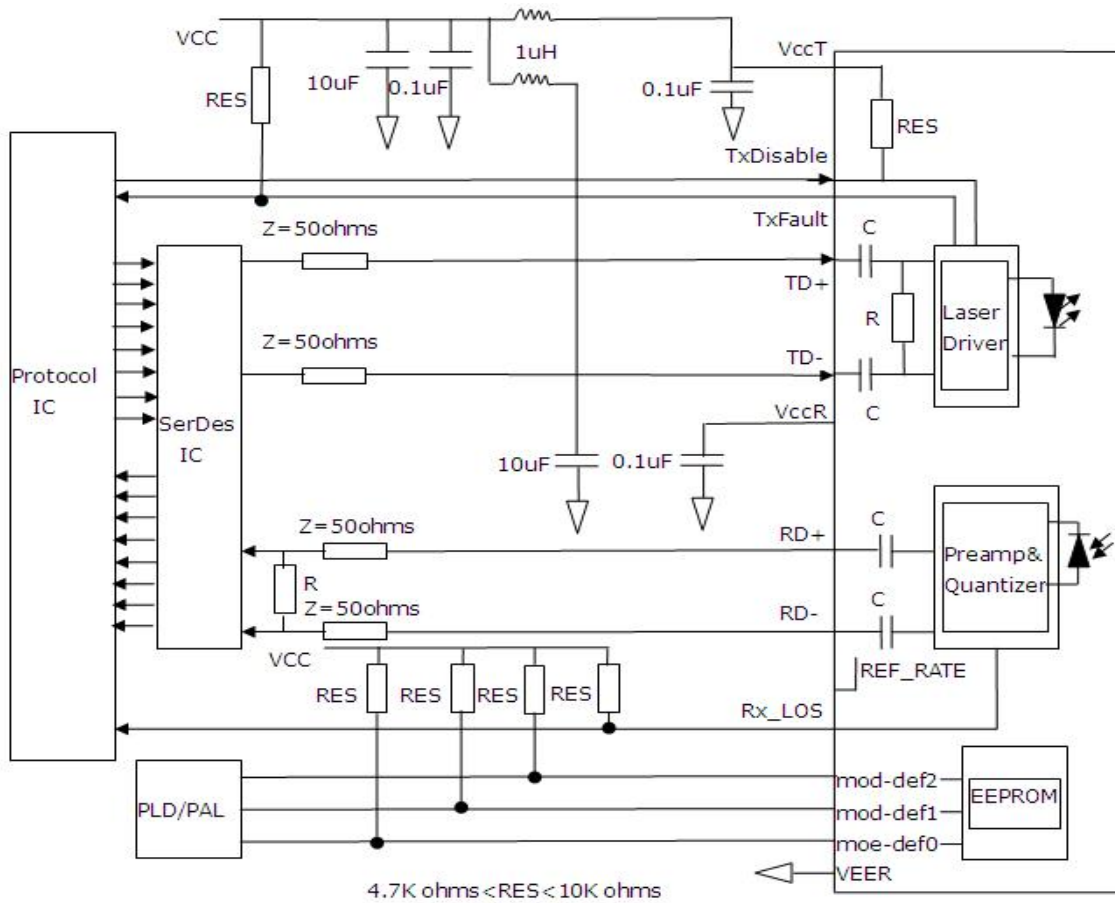 VCC
1uH
VccT
10uF
0.1uF
0.1uF
RES
RES
TxDisable
TxFault
Z=50ohms
C
TD+
R
Laser
Driver
Z=50ohms
TD-
C
Protocol
IC
SerDes
IC
VccR
10uF
0.1uF
Z=50ohms
RD+
C
Preamp&
Quantizer
R
Z=50ohms
RD-
C
VCC
RES
RES
RES
RES
REF_RATE
Rx_LOS
PLD/PAL
mod-def2
mod-def1
moe-def0
EEPROM
VEER
4.7K ohms<RES<10K ohms